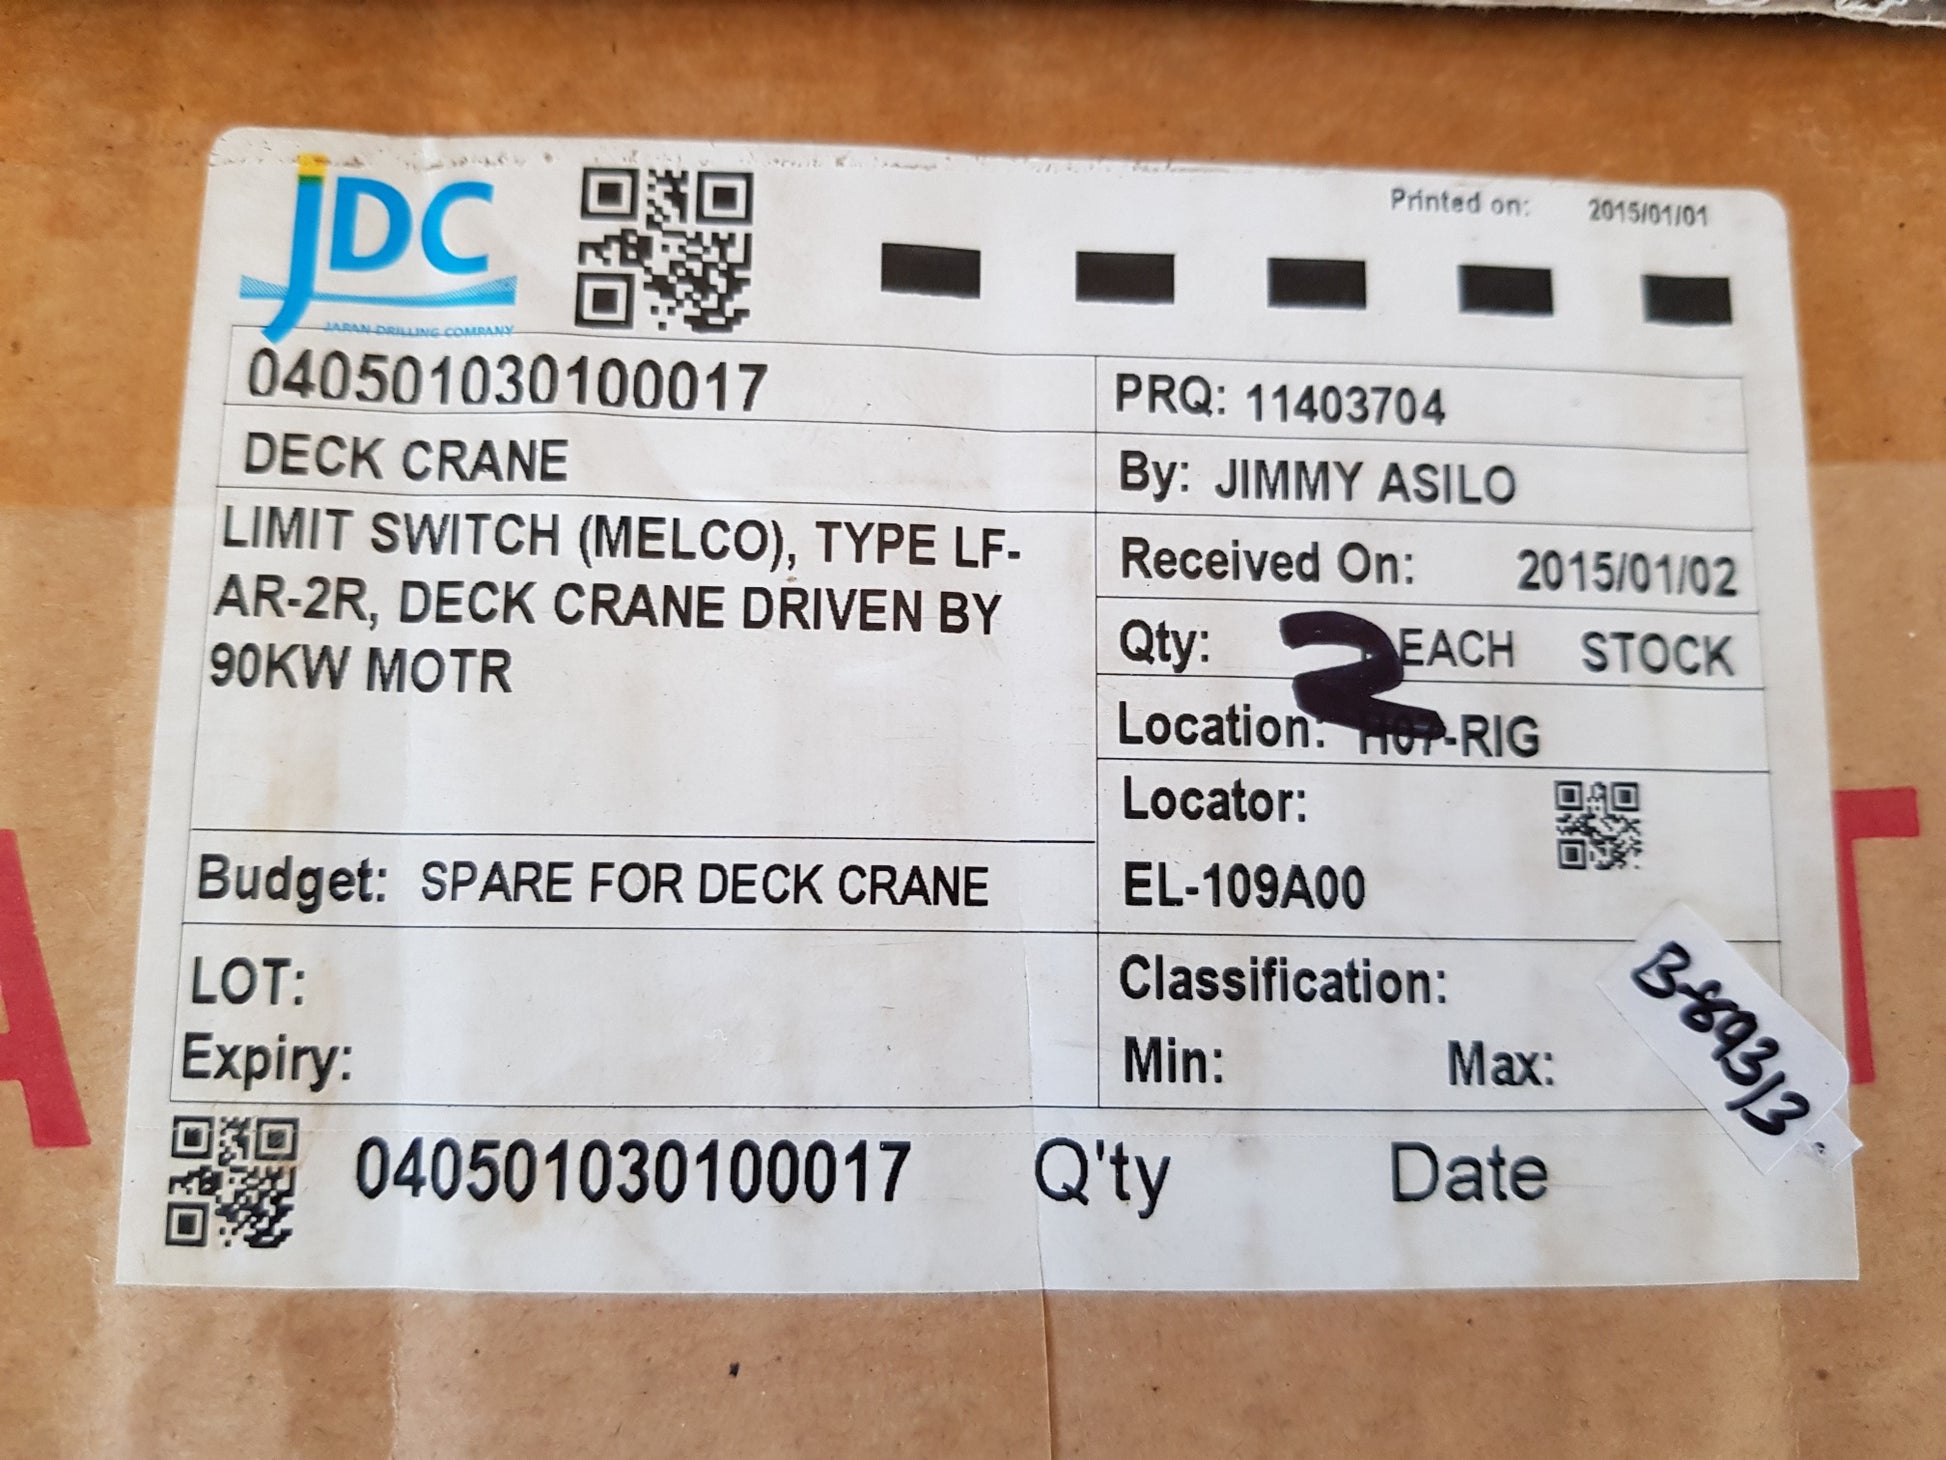 JDC
JAPAN DRILLING COMPANY
Printed on: 2015/01/01
040501030100017
PRQ: 11403704
DECK CRANE
By: JIMMY ASILO
LIMIT SWITCH (MELCO), TYPE LF-
AR-2R, DECK CRANE DRIVEN BY
90KW MOTR
Received On: 2015/01/02
Qty: 2 EACH STOCK
Location: H07-RIG
Locator:
EL-109A00
Budget: SPARE FOR DECK CRANE
LOT:
Expiry:
Classification:
Min: Max:
B-893/3
040501030100017 Q'ty Date